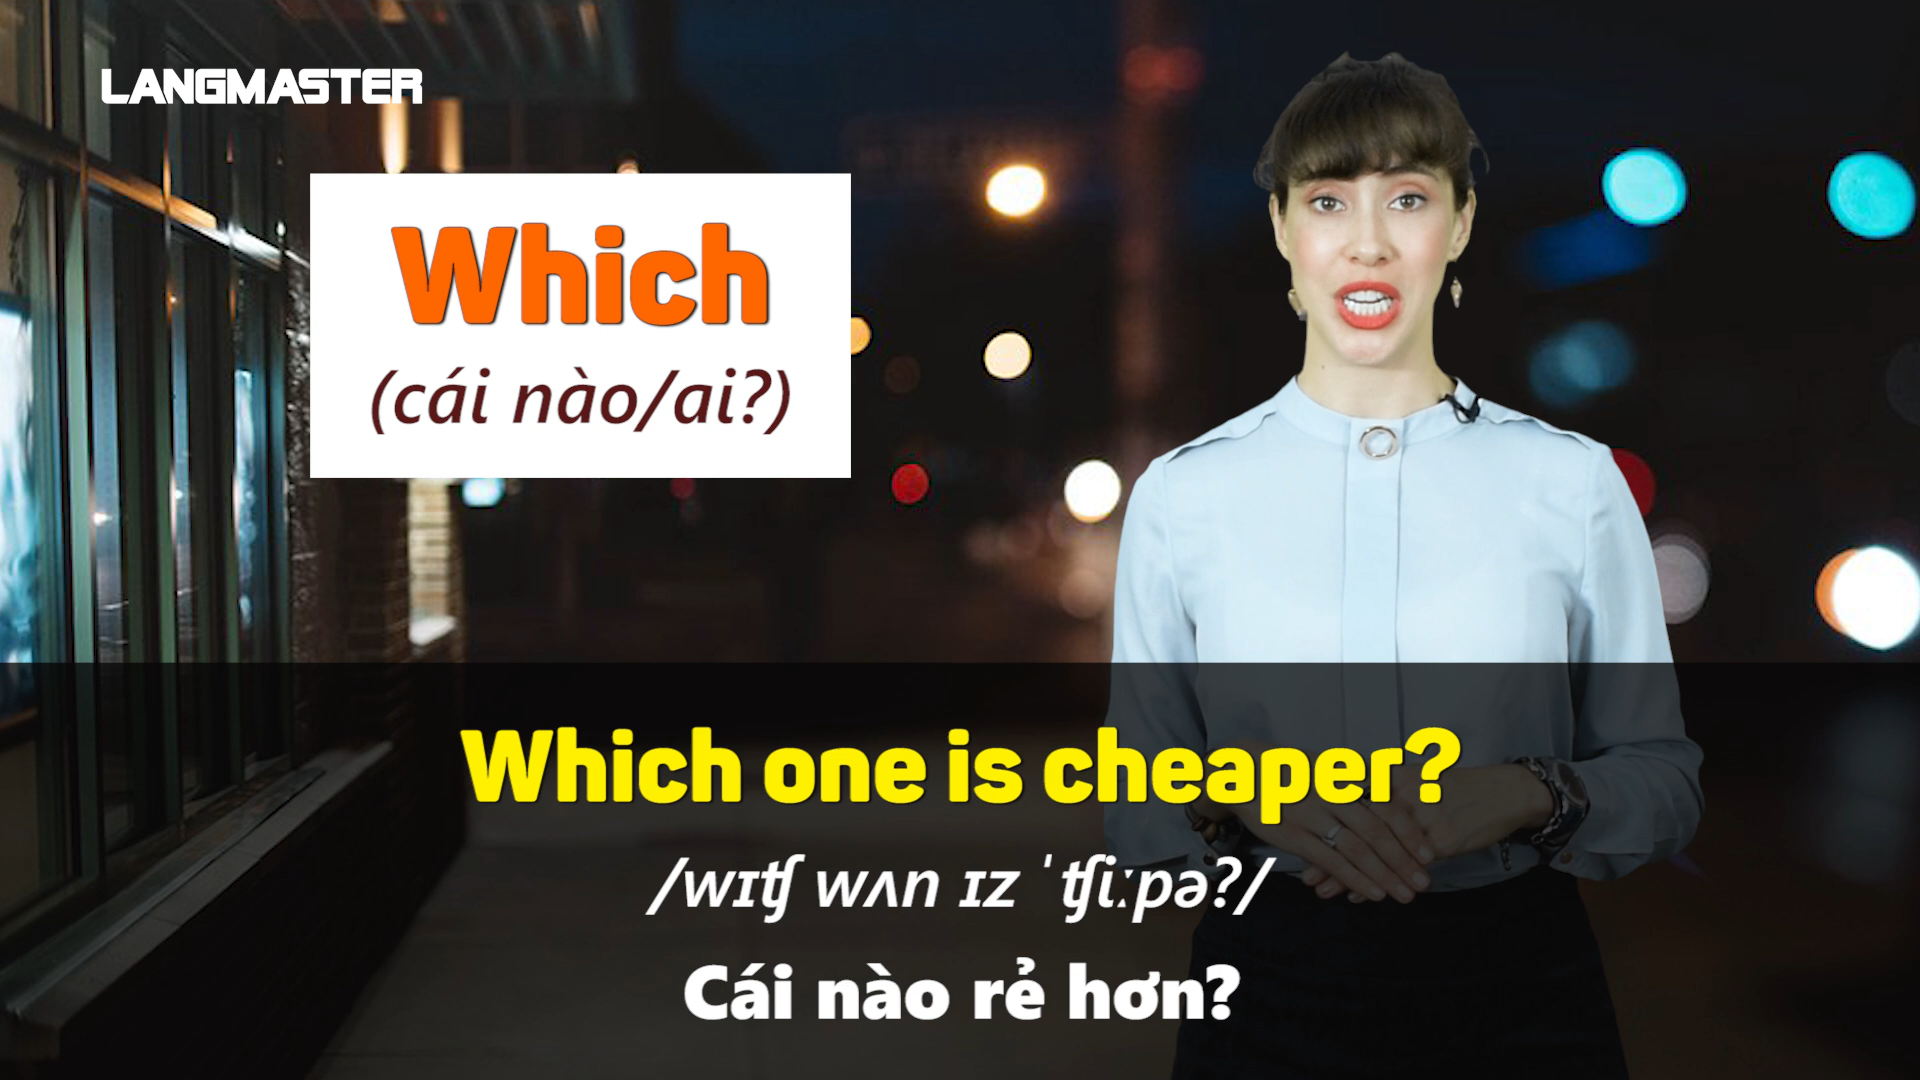 LANGMASTER
Which
(cái nào/ai?)
Which one is cheaper?
/wɪʧ wʌn ɪz ˈʧiːpə?/
Cái nào rẻ hơn?